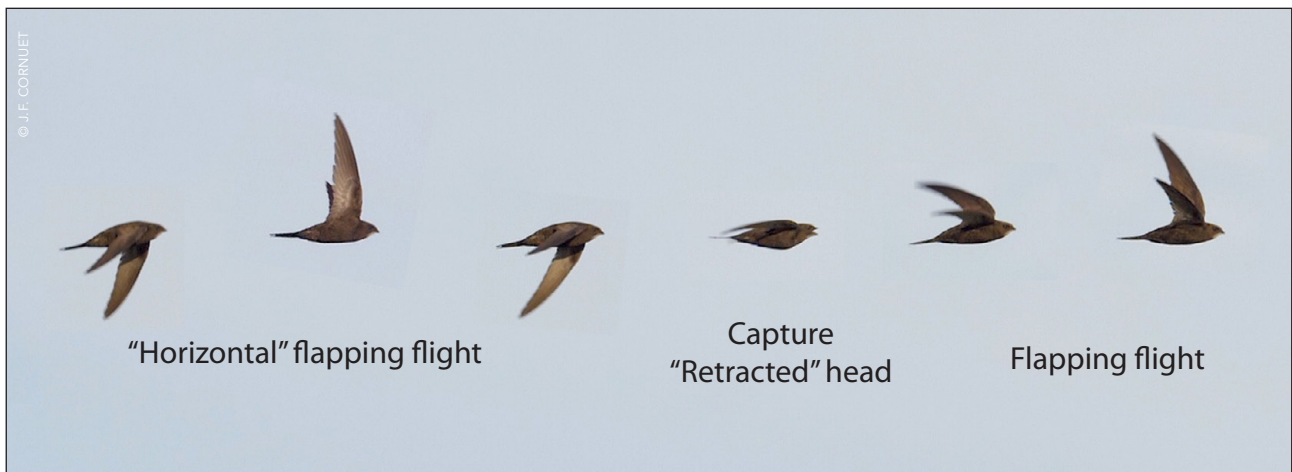 © J.F. CORNUET
"Horizontal" flapping flight
Capture
"Retracted" head
Flapping flight